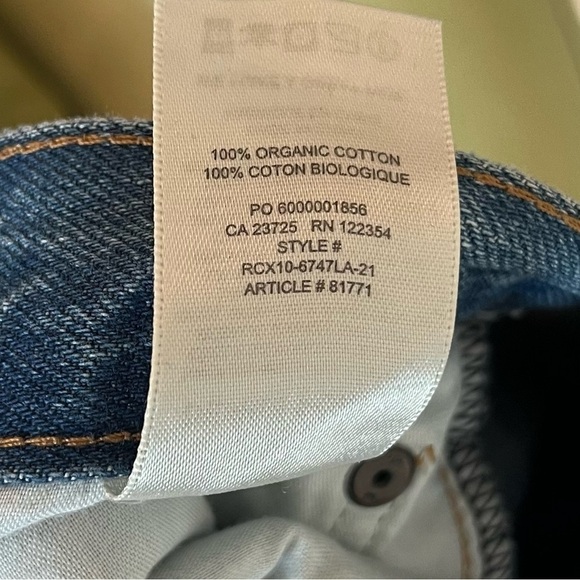 100% ORGANIC COTTON
100% COTON BIOLOGIQUE
PO 6000001856
CA 23725 RN 122354
STYLE #
RCX10-6747LA-21
ARTICLE # 81771